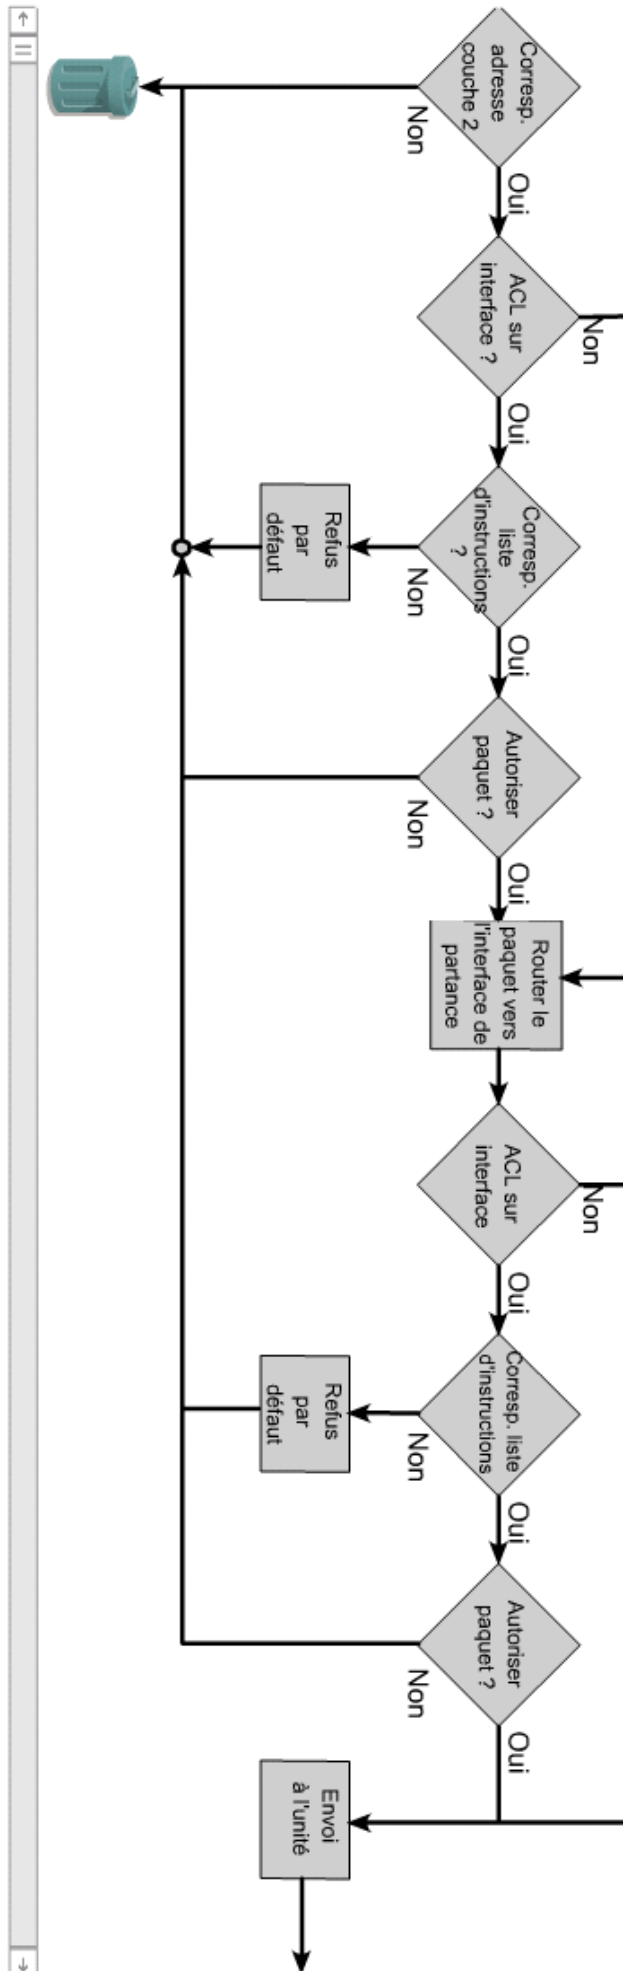 Corresp.
adresse
couche 2
Non
Oui
ACL sur
interface ?
Non
Oui
Corresp.
liste
d'instructions
?
Non
Refus
par
défaut
Oui
Autoriser
paquet ?
Non
Oui
Router le
paquet vers
l'interface de
partance
ACL sur
interface
Non
Oui
Corresp. liste
d'instructions
Non
Refus
par
défaut
Oui
Autoriser
paquet ?
Non
Oui
Envoi
à l'unité